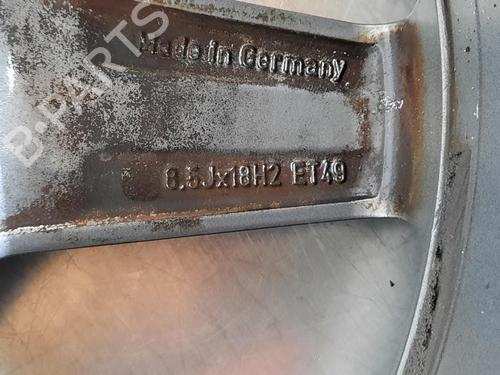 B-PARTS
Made in Germany
8,5Jx18H2 ET49